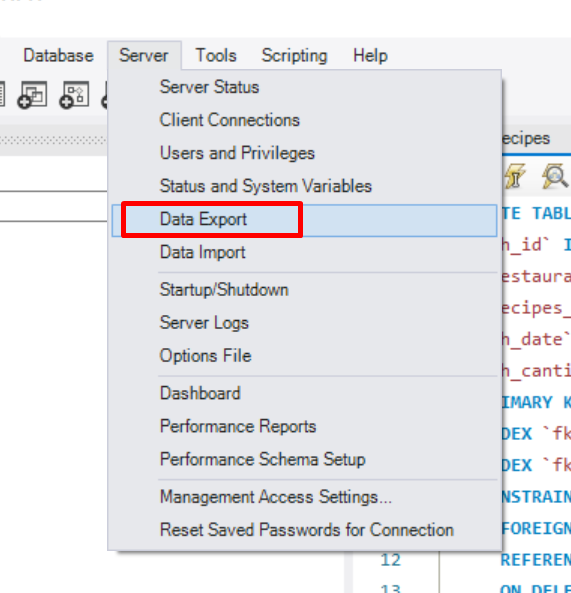 Database Server Tools Scripting Help
Server Status
Client Connections
Users and Privileges
Status and System Variables
Data Export
Data Import
Startup/Shutdown
Server Logs
Options File
Dashboard
Performance Reports
Performance Schema Setup
Management Access Settings...
Reset Saved Passwords for Connection
ecipes
TE TABL
h_id` I
estaura
ecipes_
h_date`
h_canti
IMARY K
DEX `fk
DEX `fk
NSTRAIN
FOREIGN
12 REFEREN
13 ON DELE